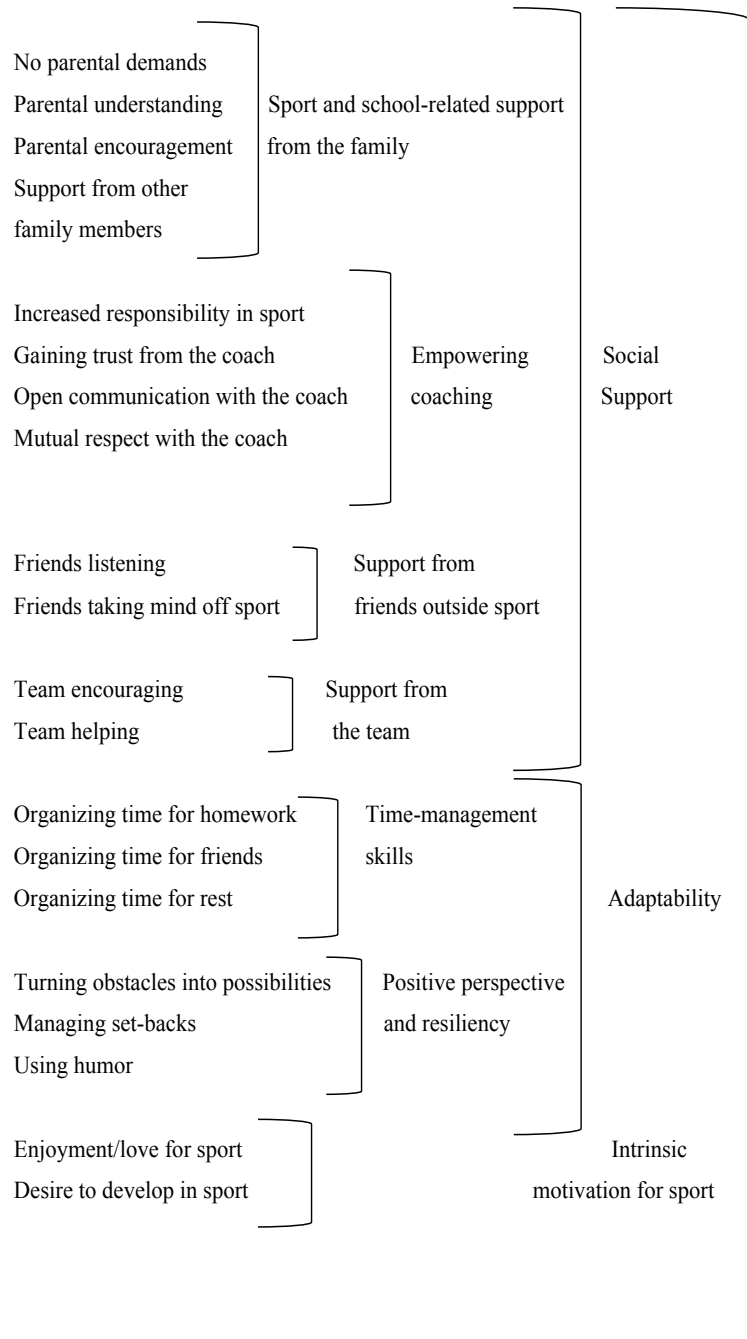 No parental demands
Parental understanding Sport and school-related support
Parental encouragement from the family
Support from other
family members
Increased responsibility in sport
Gaining trust from the coach Empowering Social
Open communication with the coach coaching Support
Mutual respect with the coach
Friends listening Support from
Friends taking mind off sport friends outside sport
Team encouraging Support from
Team helping the team
Organizing time for homework Time-management
Organizing time for friends skills
Organizing time for rest Adaptability
Turning obstacles into possibilities Positive perspective
Managing set-backs and resiliency
Using humor
Enjoyment/love for sport Intrinsic
Desire to develop in sport motivation for sport